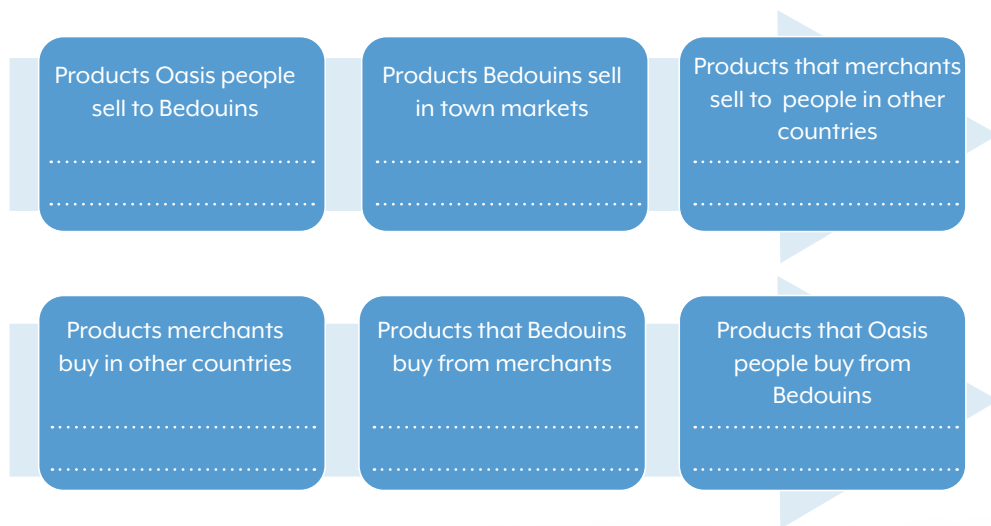 Products Oasis people
sell to Bedouins
................................
................................
Products Bedouins sell
in town markets
................................
................................
Products that merchants
sell to people in other
countries
................................
................................
Products merchants
buy in other countries
................................
................................
Products that Bedouins
buy from merchants
................................
................................
Products that Oasis
people buy from
Bedouins
................................
................................